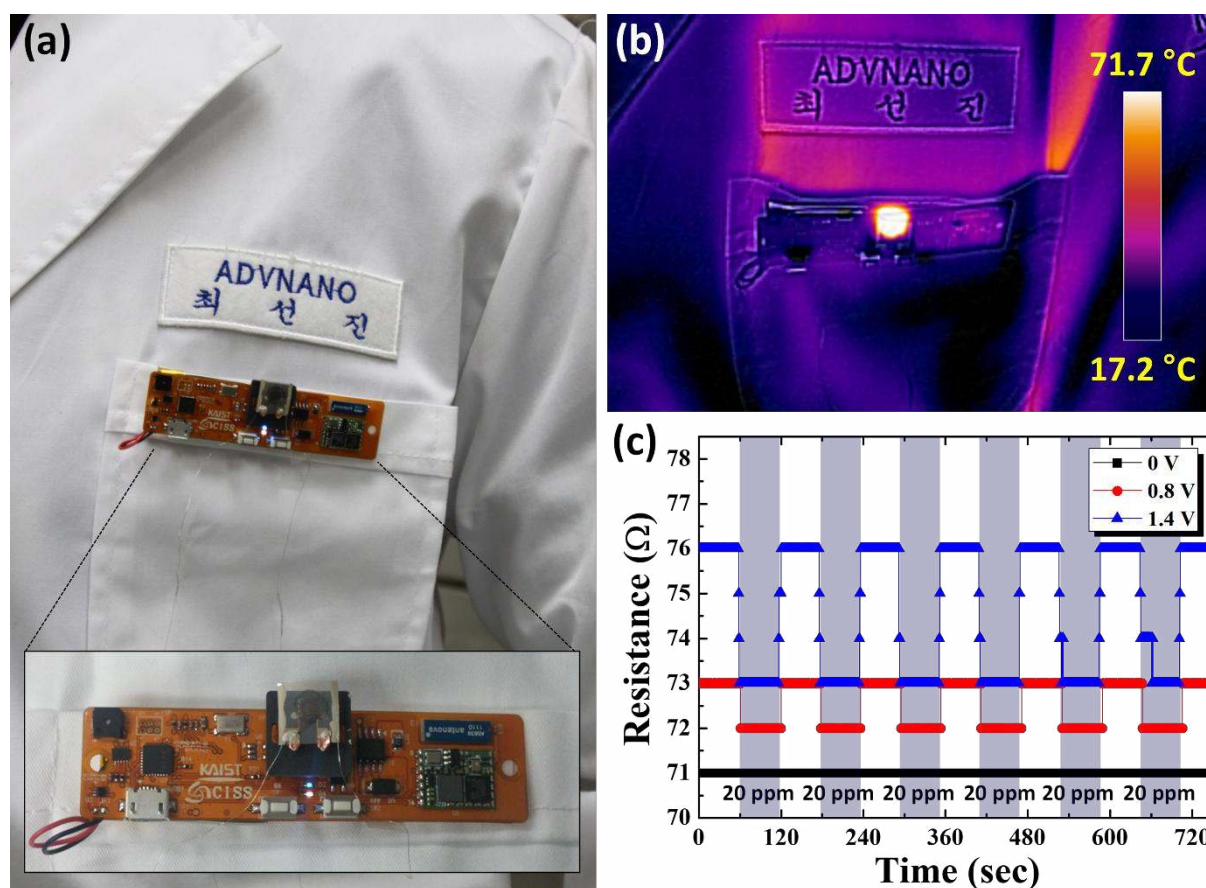 (a)
ADVNANO
최 선 진
KAIST
CISS
KAIST
CISS
antenova
(b)
ADVNANO
최 선 진
71.7 °C
17.2 °C
(c)
78
77
76
75
74
73
72
71
70
Resistance (Ω)
0 V
0.8 V
1.4 V
20 ppm 20 ppm 20 ppm 20 ppm 20 ppm 20 ppm
0 120 240 360 480 600 720
Time (sec)